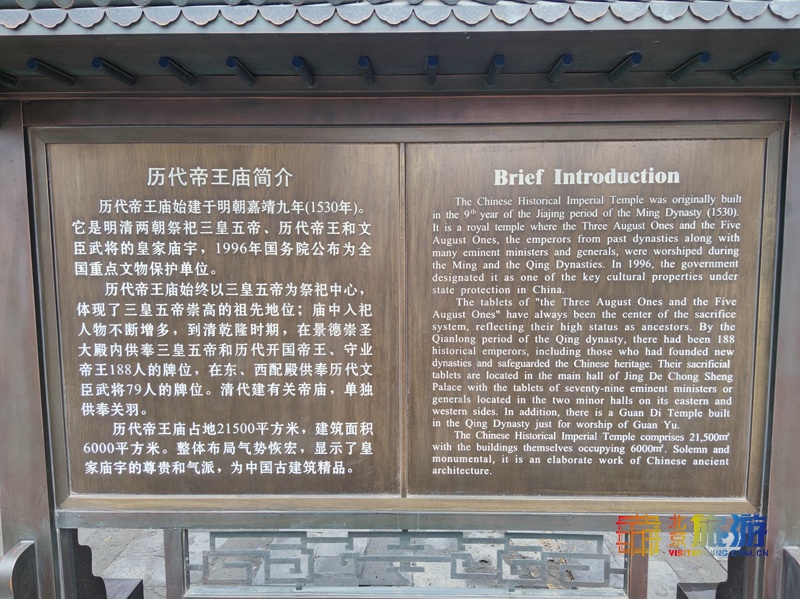 历代帝王庙简介
历代帝王庙始建于明朝嘉靖九年(1530年)。
它是明清两朝祭祀三皇五帝、历代帝王和文
臣武将的皇家庙宇，1996年国务院公布为全
国重点文物保护单位。
历代帝王庙始终以三皇五帝为祭祀中心，
体现了三皇五帝崇高的祖先地位；庙中入祀
人物不断增多，到清乾隆时期，在景德崇圣
大殿内供奉三皇五帝和历代开国帝王、守业
帝王188人的牌位，在东、西配殿供奉历代文
臣武将79人的牌位。清代建有关帝庙，单独
供奉关羽。
历代帝王庙占地21500平方米，建筑面积
6000平方米。整体布局气势恢宏，显示了皇
家庙宇的尊贵和气派，为中国古建筑精品。
Brief Introduction
The Chinese Historical Imperial Temple was originally built
in the 9th year of the Jiajing period of the Ming Dynasty (1530).
It is a royal temple where the Three August Ones and the Five
August Ones, the emperors from past dynasties along with
many eminent ministers and generals, were worshiped during
the Ming and the Qing Dynasties. In 1996, the government
designated it as one of the key cultural properties under
state protection in China.
The tablets of "the Three August Ones and the Five
August Ones" have always been the center of the sacrifice
system, reflecting their high status as ancestors. By the
Qianlong period of the Qing dynasty, there had been 188
historical emperors, including those who had founded new
dynasties and safeguarded the Chinese heritage. Their sacrificial
tablets are located in the main hall of Jing De Chong Sheng
Palace with the tablets of seventy-nine eminent ministers or
generals located in the two minor halls on its eastern and
western sides. In addition, there is a Guan Di Temple built
in the Qing Dynasty just for worship of Guan Yu.
The Chinese Historical Imperial Temple comprises 21,500㎡
with the buildings themselves occupying 6000㎡. Solemn and
monumental, it is an elaborate work of Chinese ancient
architecture.
北京旅游
VISITBEIJING.COM.CN